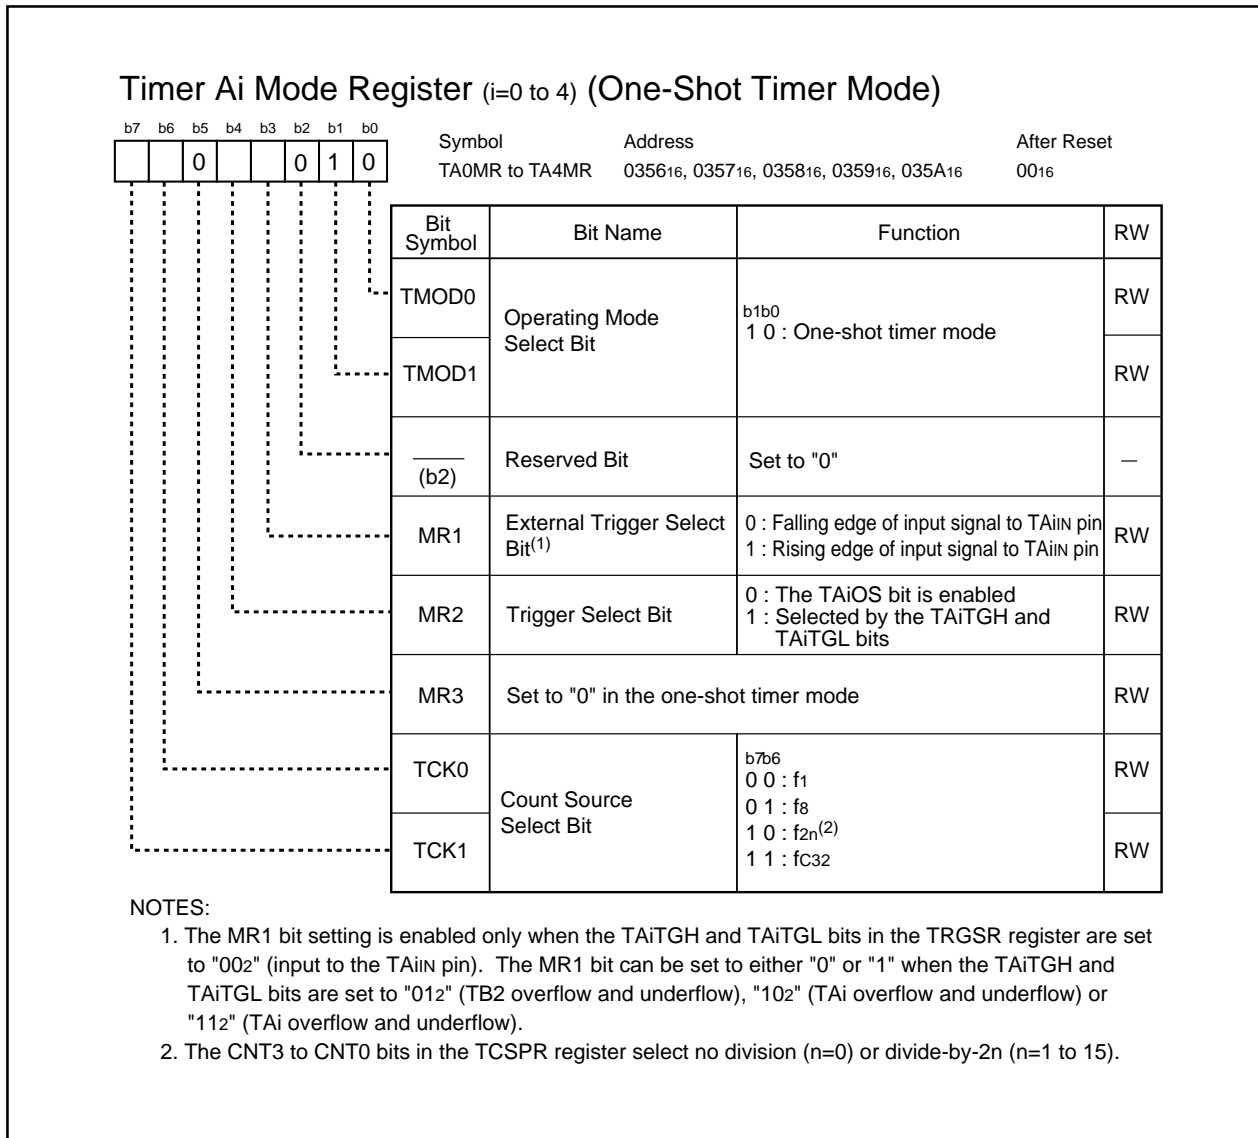 Timer Ai Mode Register (i=0 to 4) (One-Shot Timer Mode)
b7 b6 b5 b4 b3 b2 b1 b0
0 0 1 0
Symbol Address After Reset
TA0MR to TA4MR 035616, 035716, 035816, 035916, 035A16 0016
Bit Symbol Bit Name Function RW
TMOD0 RW
Operating Mode
Select Bit
b1b0
1 0 : One-shot timer mode
TMOD1 RW
(b2) Reserved Bit Set to "0" —
MR1 External Trigger Select
Bit(1)
0 : Falling edge of input signal to TAiIN pin
1 : Rising edge of input signal to TAiIN pin
RW
MR2 Trigger Select Bit
0 : The TAiOS bit is enabled
1 : Selected by the TAiTGH and
TAiTGL bits
RW
MR3 Set to "0" in the one-shot timer mode RW
TCK0 RW
Count Source
Select Bit
b7b6
0 0 : f1
0 1 : f8
1 0 : f2n(2)
1 1 : fC32
TCK1 RW
NOTES:
1. The MR1 bit setting is enabled only when the TAiTGH and TAiTGL bits in the TRGSR register are set
to "002" (input to the TAiIN pin). The MR1 bit can be set to either "0" or "1" when the TAiTGH and
TAiTGL bits are set to "012" (TB2 overflow and underflow), "102" (TAi overflow and underflow) or
"112" (TAi overflow and underflow).
2. The CNT3 to CNT0 bits in the TCSPR register select no division (n=0) or divide-by-2n (n=1 to 15).